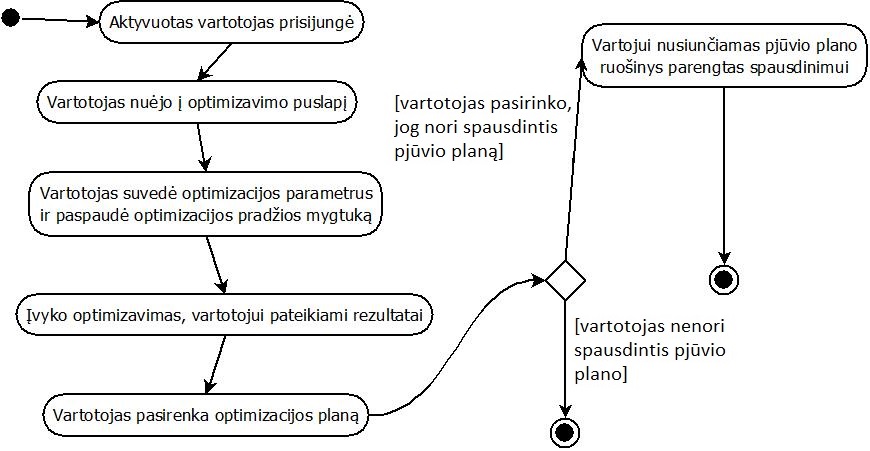 Aktyvuotas vartotojas prisijungė
Vartotojas nuėjo į optimizavimo puslapį
Vartotojas suvedė optimizacijos parametrus
ir paspaudė optimizacijos pradžios mygtuką
Įvyko optimizavimas, vartotojui pateikiami rezultatai
Vartotojas pasirenka optimizacijos planą
[vartotojas pasirinko,
jog nori spausdintis
pjūvio planą]
Vartojui nusiunčiamas pjūvio plano
ruošinys parengtas spausdinimui
[vartotojas nenori
spausdintis pjūvio
plano]